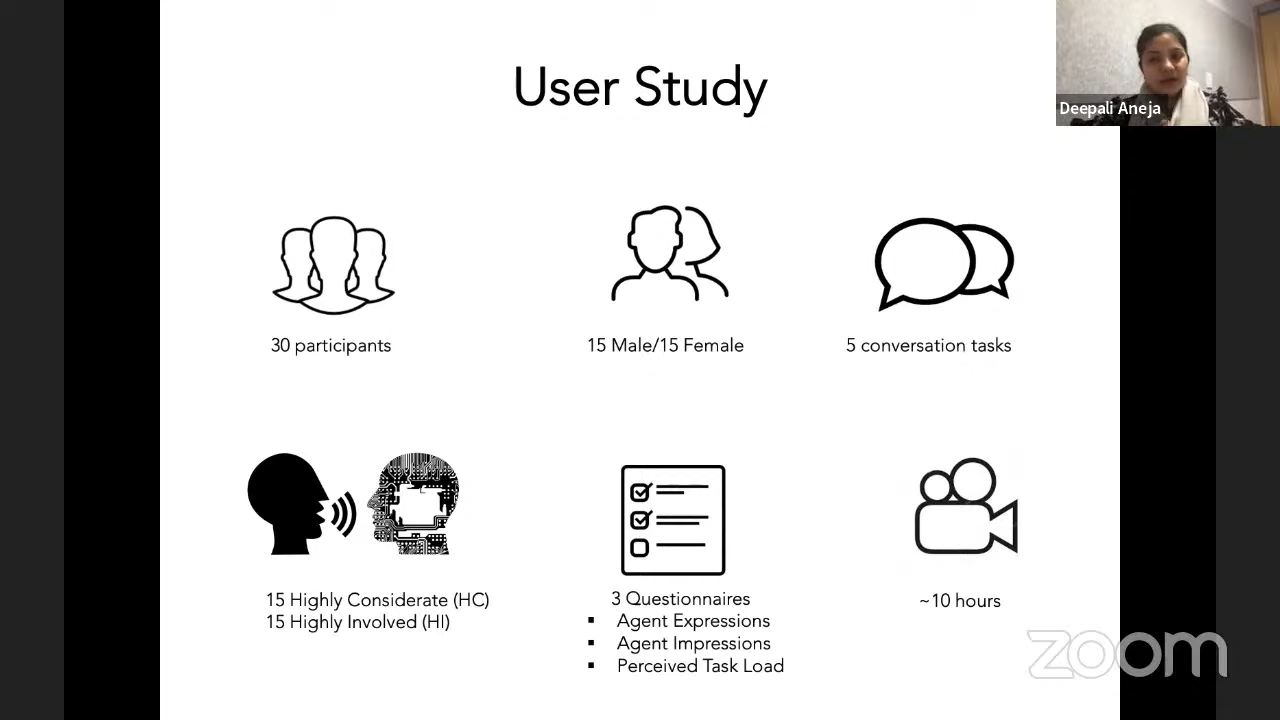 User Study
Deepali Aneja
30 participants
15 Male/15 Female
5 conversation tasks
15 Highly Considerate (HC)
15 Highly Involved (HI)
3 Questionnaires
▪ Agent Expressions
▪ Agent Impressions
▪ Perceived Task Load
~10 hours
zoom